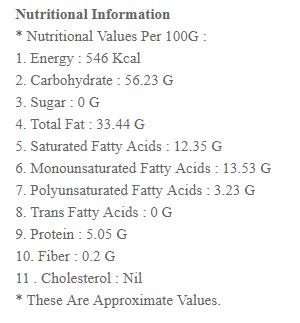 Nutritional Information
* Nutritional Values Per 100G :
1. Energy : 546 Kcal
2. Carbohydrate : 56.23 G
3. Sugar : 0 G
4. Total Fat : 33.44 G
5. Saturated Fatty Acids : 12.35 G
6. Monounsaturated Fatty Acids : 13.53 G
7. Polyunsaturated Fatty Acids : 3.23 G
8. Trans Fatty Acids : 0 G
9. Protein : 5.05 G
10. Fiber : 0.2 G
11 . Cholesterol : Nil
* These Are Approximate Values.